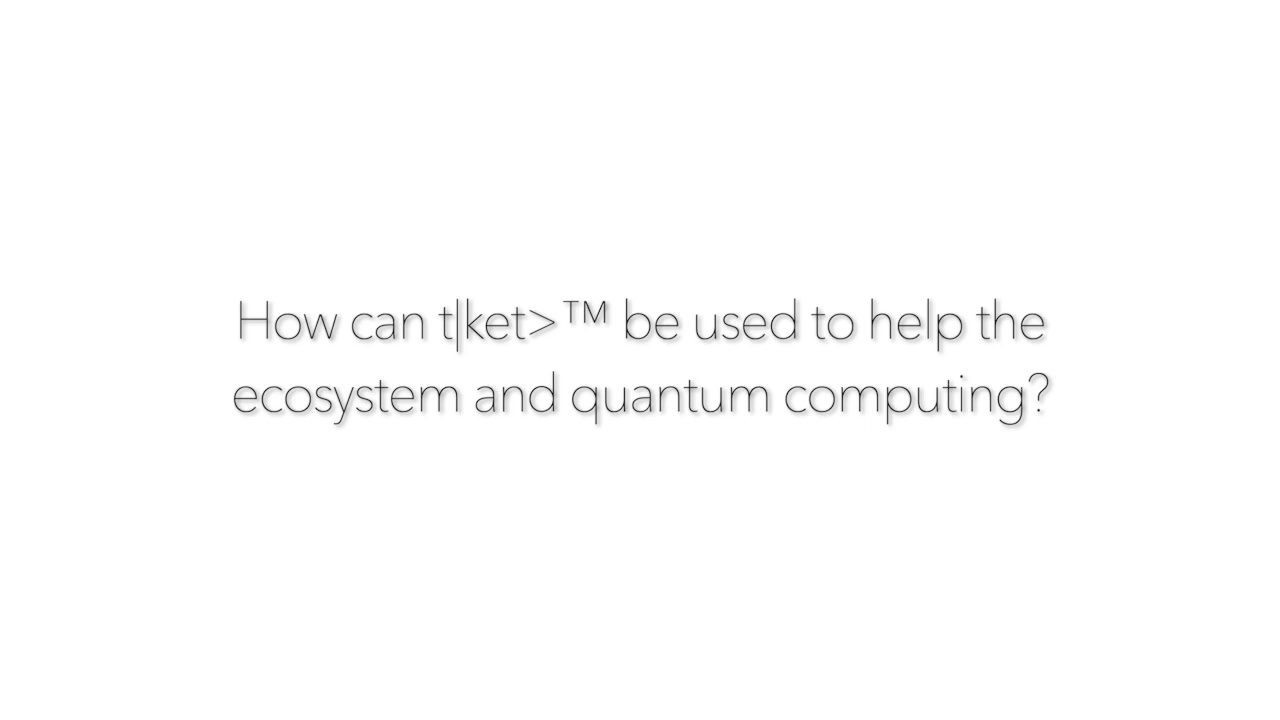 How can t|ket>™ be used to help the
ecosystem and quantum computing?